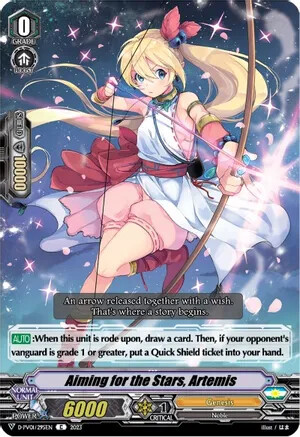 0
GRADE
BOOST
10000
An arrow released together with a wish.
That's where a story begins.
AUTO :When this unit is rode upon, draw a card. Then, if your opponent's
vanguard is grade 1 or greater, put a Quick Shield ticket into your hand.
NORMAL
UNIT
Aiming for the Stars, Artemis
POWER
6000
1
CRITICAL
Genesis
Noble
D-PV01/295EN C 2023